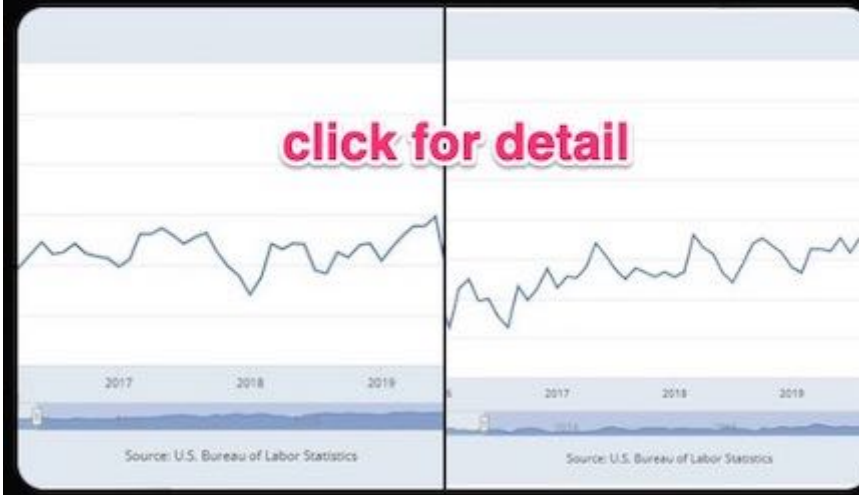 click for detail
2017 2018 2019
Source: U.S. Bureau of Labor Statistics
6 2017 2018 2019
Source: U.S. Bureau of Labor Statistics